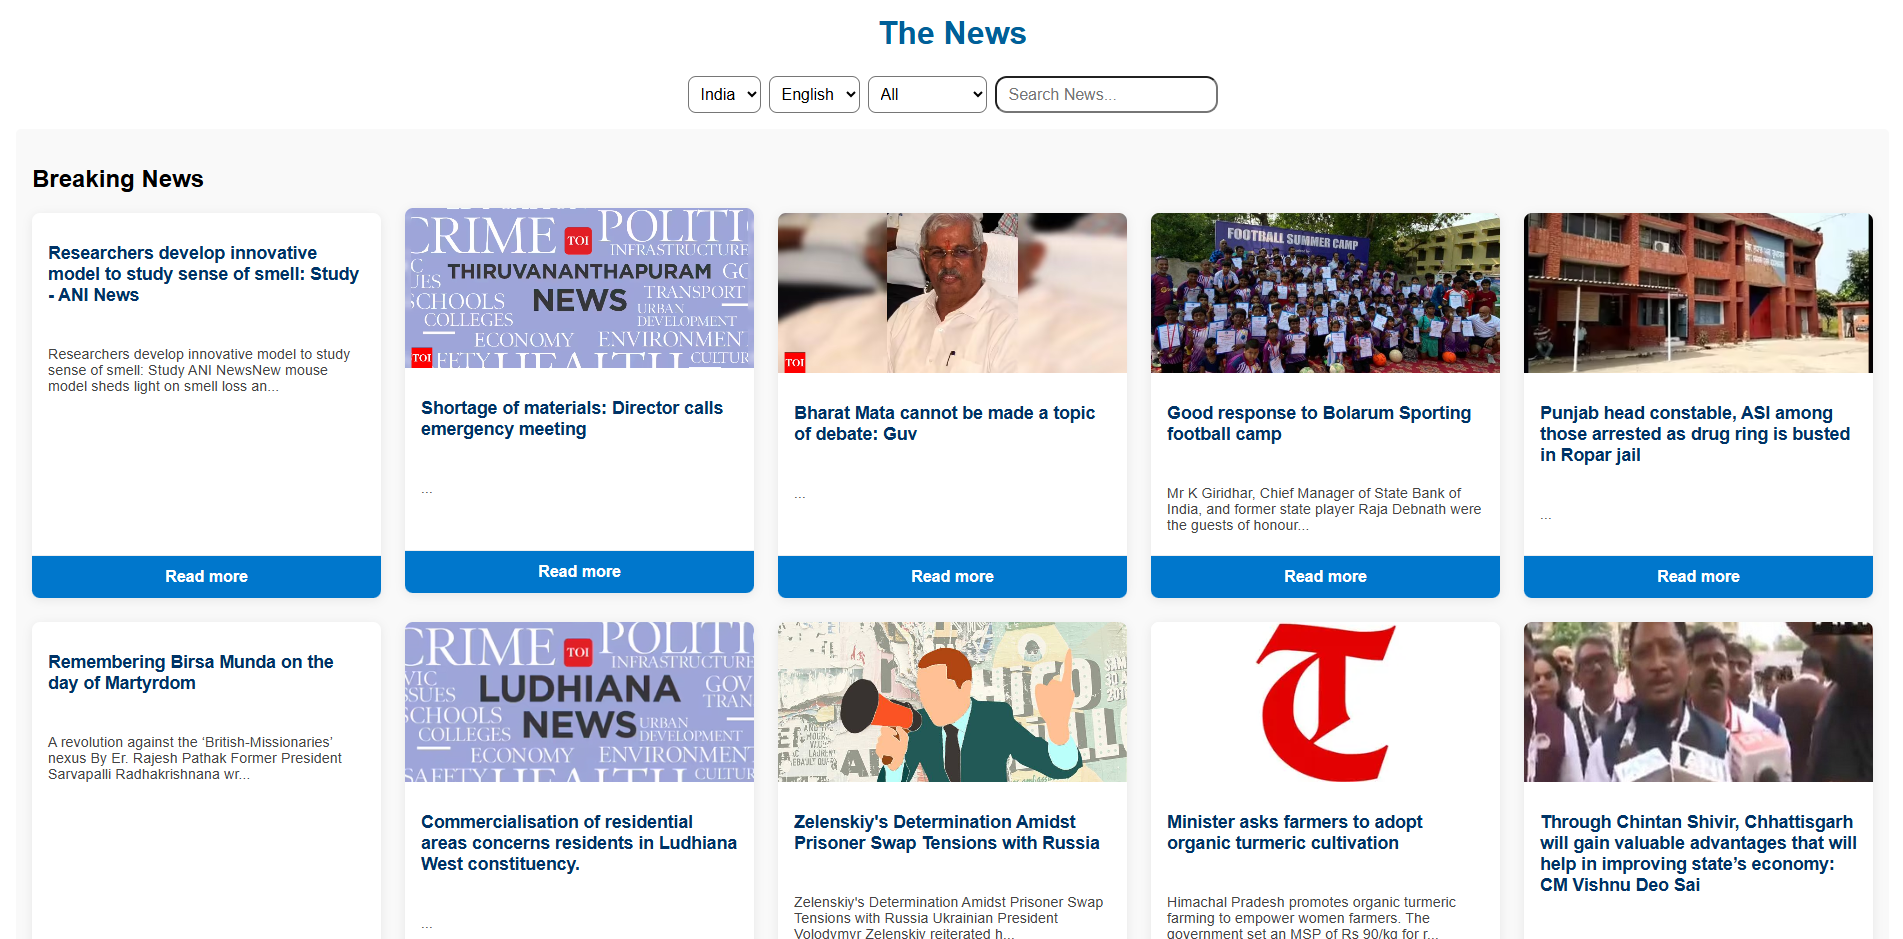 The News
India
English
All
Search News...
Breaking News
Researchers develop innovative
model to study sense of smell: Study
- ANI News
Researchers develop innovative model to study
sense of smell: Study ANI NewsNew mouse
model sheds light on smell loss an...
Read more
CRIME TOI POLITI
INFRASTRUCTURE
THIRUVANANTHAPURAM
NEWS
TRANSPORT
SCHOOLS
URBAN
COLLEGES
DEVELOPMENT
ECONOMY
ENVIRONMEN
TOI
HEALTH
CULTUR
Shortage of materials: Director calls
emergency meeting
...
Read more
TOI
Bharat Mata cannot be made a topic
of debate: Guv
...
Read more
FOOTBALL SUMMER CAMP
Good response to Bolarum Sporting
football camp
Mr K Giridhar, Chief Manager of State Bank of
India, and former state player Raja Debnath were
the guests of honour...
Read more
Punjab head constable, ASI among
those arrested as drug ring is busted
in Ropar jail
...
Read more
Remembering Birsa Munda on the
day of Martyrdom
A revolution against the ‘British-Missionaries’
nexus By Er. Rajesh Pathak Former President
Sarvapalli Radhakrishnana wr...
CRIME TOI POLITI
INFRASTRUCTURE
VIC
SSUES
LUDHIANA
GOV
TRAN
SCHOOLS
NEWS
URBAN
COLLEGES
DEVELOPMENT
ECONOMY
ENVIRONMEN
SAFETY
HEALTH
CULTUR
Commercialisation of residential
areas concerns residents in Ludhiana
West constituency.
...
Zelenskiy's Determination Amidst
Prisoner Swap Tensions with Russia
Zelenskiy's Determination Amidst Prisoner Swap
Tensions with Russia Ukrainian President
Volodymyr Zelenskiy reiterated h...
T
Minister asks farmers to adopt
organic turmeric cultivation
Himachal Pradesh promotes organic turmeric
farming to empower women farmers. The
government set an MSP of Rs 90/kg for r...
Through Chintan Shivir, Chhattisgarh
will gain valuable advantages that will
help in improving state’s economy:
CM Vishnu Deo Sai